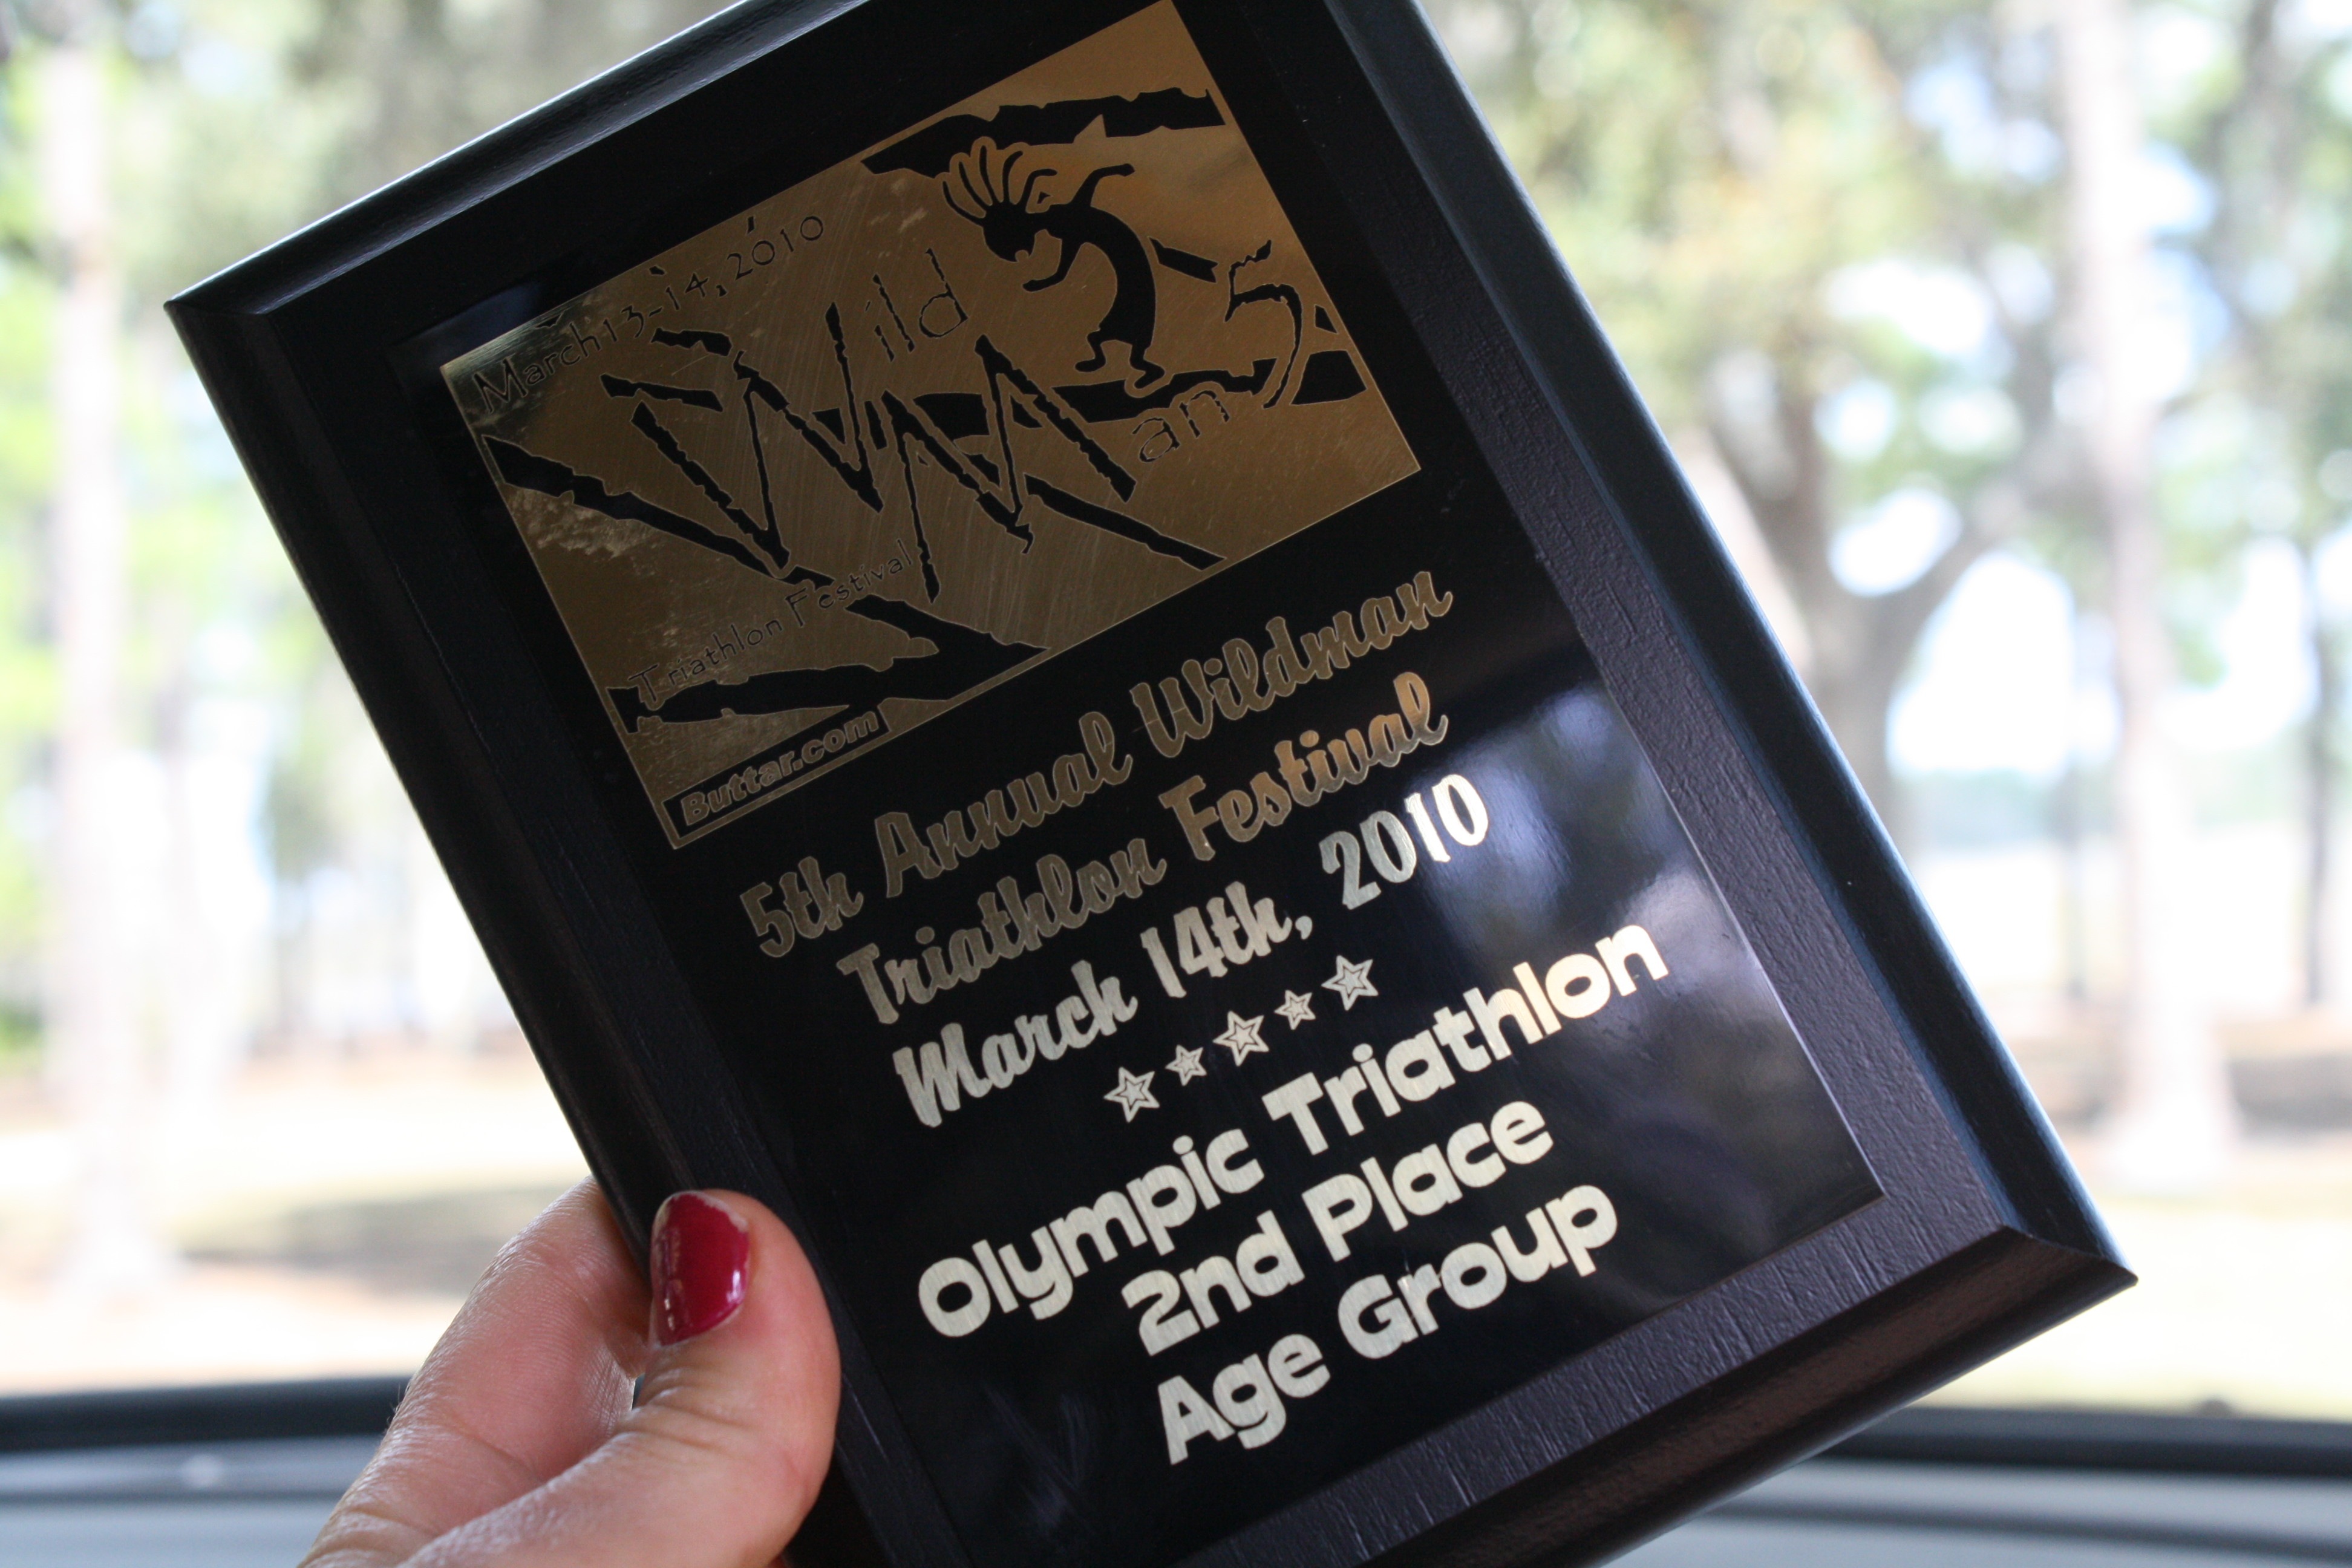 March 13-14, 2010
Wild
Man 5
Triathlon Festival
Buttar.com
5th Annual Wildman
Triathlon Festival
March 14th, 2010
Olympic Triathlon
2nd Place
Age Group